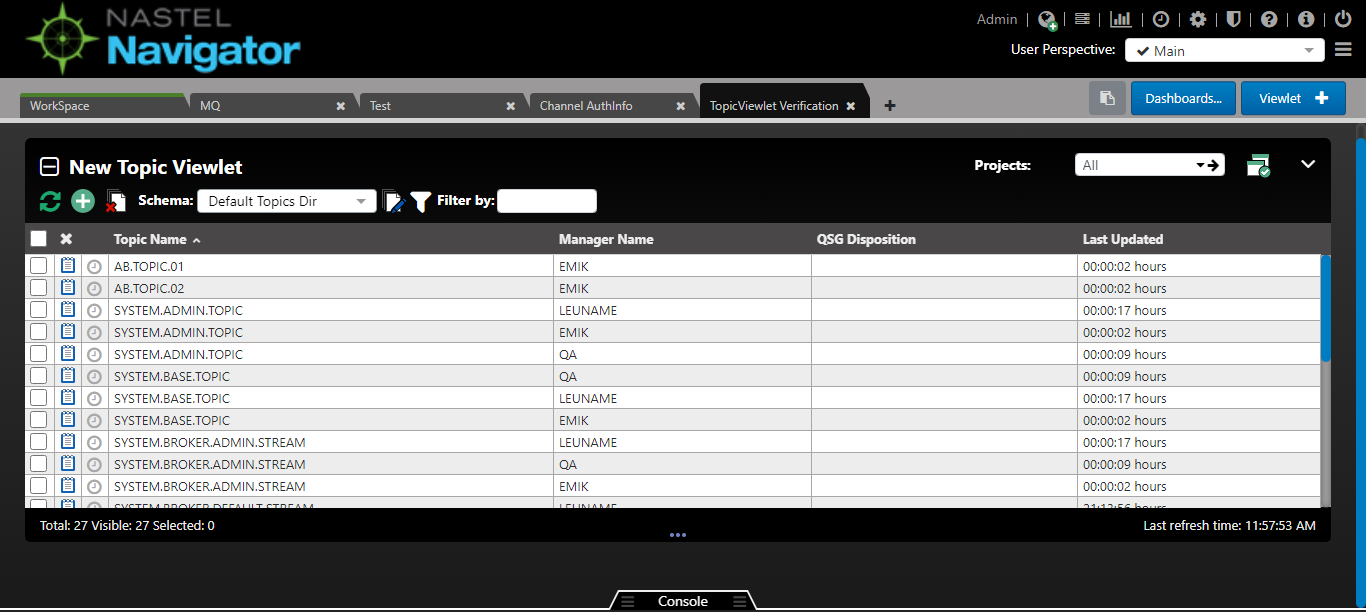 NASTEL
Navigator
Admin
User Perspective: Main
WorkSpace MQ Test Channel AuthInfo TopicViewlet Verification
Dashboards... Viewlet
New Topic Viewlet Projects: All
Schema: Default Topics Dir Filter by:
Topic Name Manager Name QSG Disposition Last Updated
AB.TOPIC.01 EMIK 00:00:02 hours
AB.TOPIC.02 EMIK 00:00:02 hours
SYSTEM.ADMIN.TOPIC LEUNAME 00:00:17 hours
SYSTEM.ADMIN.TOPIC EMIK 00:00:02 hours
SYSTEM.ADMIN.TOPIC QA 00:00:09 hours
SYSTEM.BASE.TOPIC QA 00:00:09 hours
SYSTEM.BASE.TOPIC LEUNAME 00:00:17 hours
SYSTEM.BASE.TOPIC EMIK 00:00:02 hours
SYSTEM.BROKER.ADMIN.STREAM LEUNAME 00:00:17 hours
SYSTEM.BROKER.ADMIN.STREAM QA 00:00:09 hours
SYSTEM.BROKER.ADMIN.STREAM EMIK 00:00:02 hours
SYSTEM.BROKER.DEFAULT.STREAM LEUNAME hours
Total: 27 Visible: 27 Selected: 0 Last refresh time: 11:57:53 AM
Console